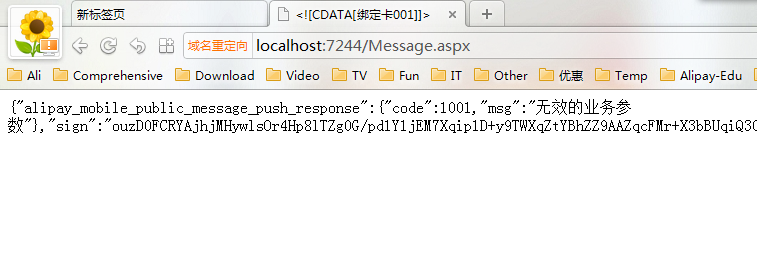 新标签页
<![CDATA[绑定卡001]]>
域名重定向 localhost:7244/Message.aspx
Ali Comprehensive Download Video TV Fun IT Other 优惠 Temp Alipay-Edu
{"alipay_mobile_public_message_push_response":{"code":1001,"msg":"无效的业务参
数"},"sign":"ouzD0FCRYAjhjMHywlsOr4Hp8lTZg0G/pd1Y1jEM7Xqip1D+y9TWXqZtYBhZZ9AAZqcFMr+X3bBUqiQ3C